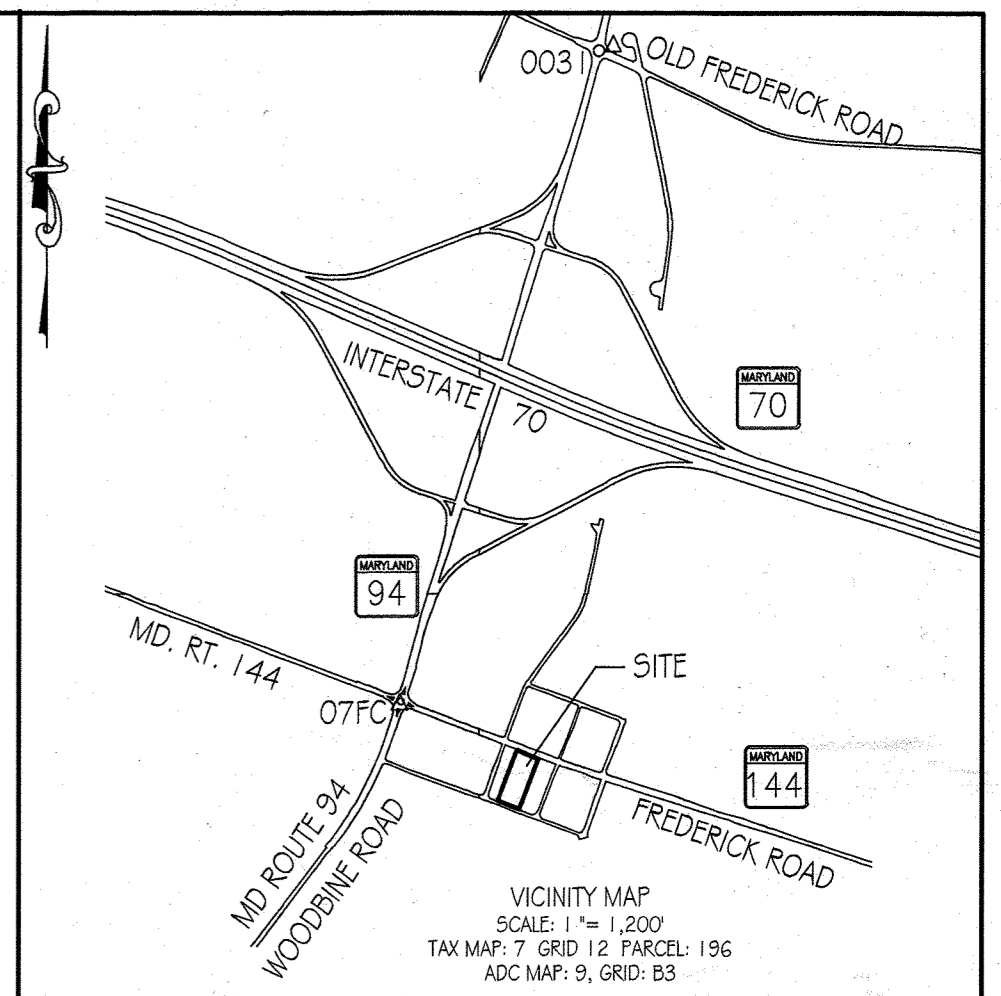 0031
OLD FREDERICK ROAD
INTERSTATE 70
MARYLAND
70
MARYLAND
94
MD. RT. 144
07FC
SITE
MARYLAND
144
FREDERICK ROAD
MD ROUTE 94
WOODBINE ROAD
VICINITY MAP
SCALE: 1"= 1,200'
TAX MAP: 7 GRID 12 PARCEL: 196
ADC MAP: 9, GRID: B3